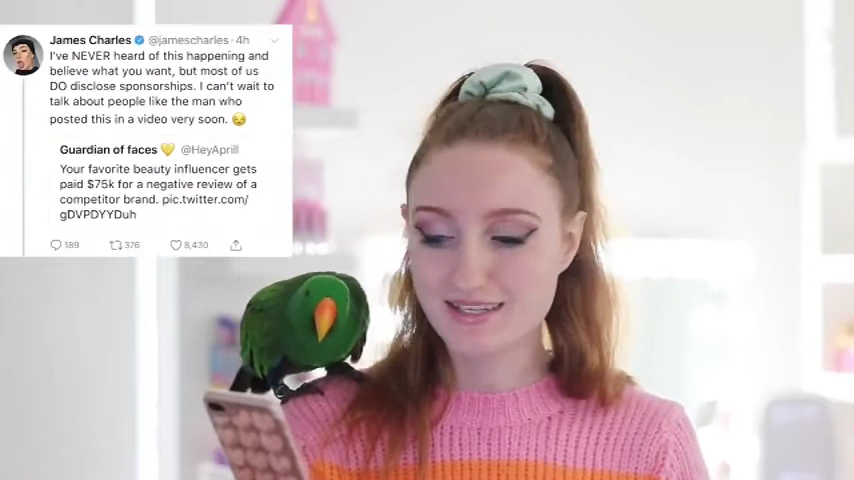 James Charles @jamescharles · 4h
I've NEVER heard of this happening and
believe what you want, but most of us
DO disclose sponsorships. I can't wait to
talk about people like the man who
posted this in a video very soon. 😔
Guardian of faces 💛 @HeyAprill
Your favorite beauty influencer gets
paid $75k for a negative review of a
competitor brand. pic.twitter.com/
gDVPDYYDuh
189 376 8,430